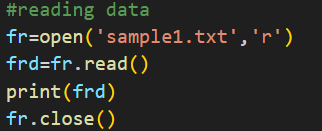 #reading data
fr=open('sample1.txt','r')
frd=fr.read()
print(frd)
fr.close()